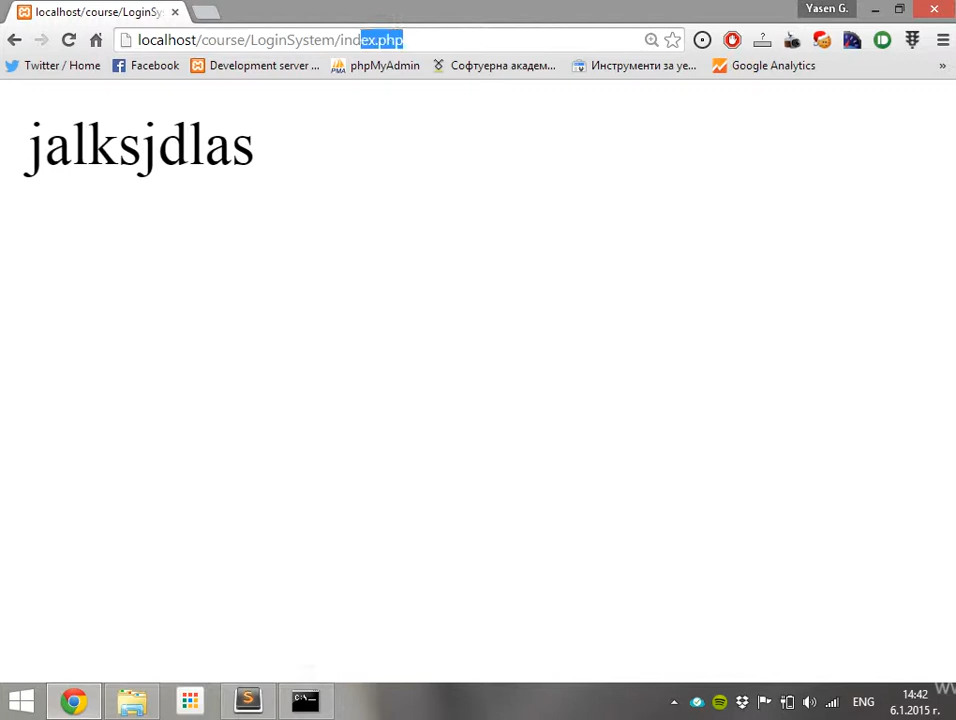 localhost/course/LoginSy
Yasen G.
localhost/course/LoginSystem/index.php
Twitter / Home
Facebook
Development server ...
phpMyAdmin
Софтуерна академ...
Инструменти за уе...
Google Analytics
»
jalksjdlas
ЕНГ
14:42
6.1.2015 г.